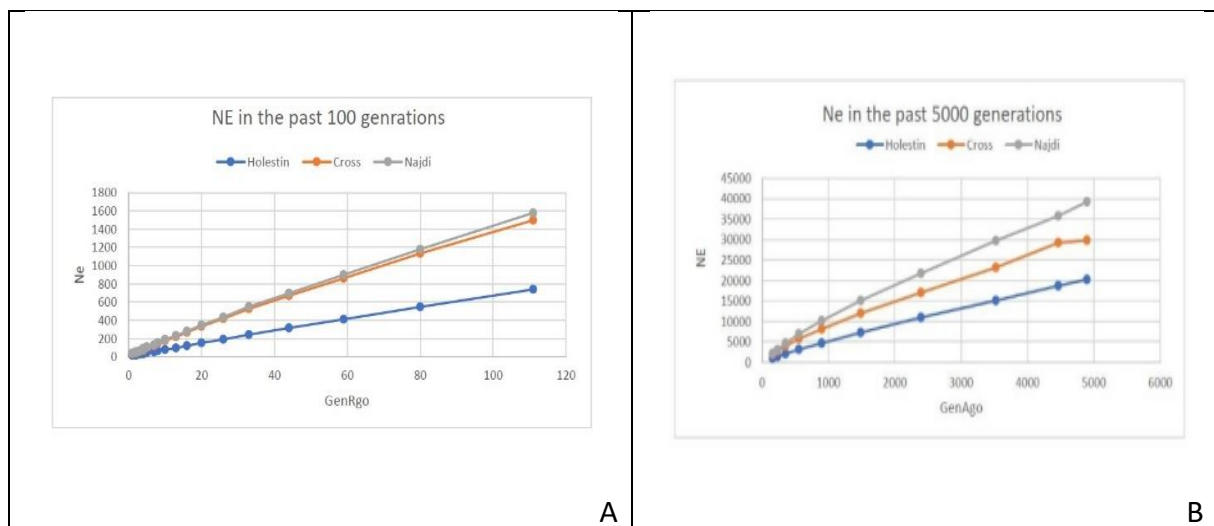 NE in the past 100 genrations
Holestin Cross Najdi
1800
1600
1400
1200
1000
800
600
400
200
0
Ne
0 20 40 60 80 100 120
GenRgo
A
Ne in the past 5000 generations
Holestin Cross Najdi
45000
40000
35000
30000
25000
20000
15000
10000
5000
0
NE
0 1000 2000 3000 4000 5000 6000
GenAgo
B